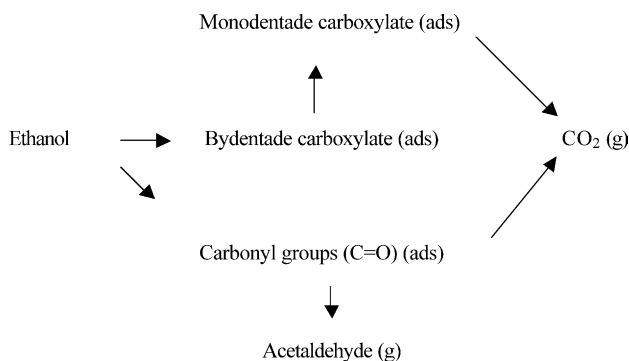 Monodentade carboxylate (ads)
Ethanol
Bydentade carboxylate (ads)
CO₂ (g)
Carbonyl groups (C=O) (ads)
Acetaldehyde (g)